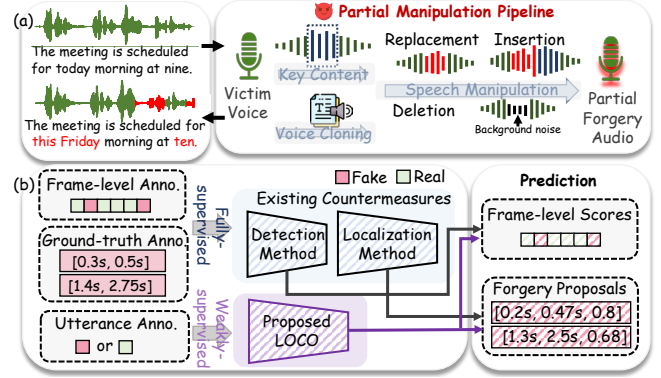 (a)
The meeting is scheduled
for today morning at nine.
The meeting is scheduled for
this Friday morning at ten.
Partial Manipulation Pipeline
Victim
Voice
Key Content
T
Voice Cloning
Replacement
Insertion
Speech Manipulation
Deletion
Background noise
Partial
Forgery
Audio
(b)
Frame-level Anno.
Ground-truth Anno.
[0.3s, 0.5s]
[1.4s, 2.75s]
Utterance Anno.
or
Fully-
supervised
Weakly-
supervised
Fake
Real
Existing Countermeasures
Detection
Method
Localization
Method
Proposed
LOCO
Prediction
Frame-level Scores
Forgery Proposals
[0.2s, 0.47s, 0.8]
[1.3s, 2.5s, 0.68]